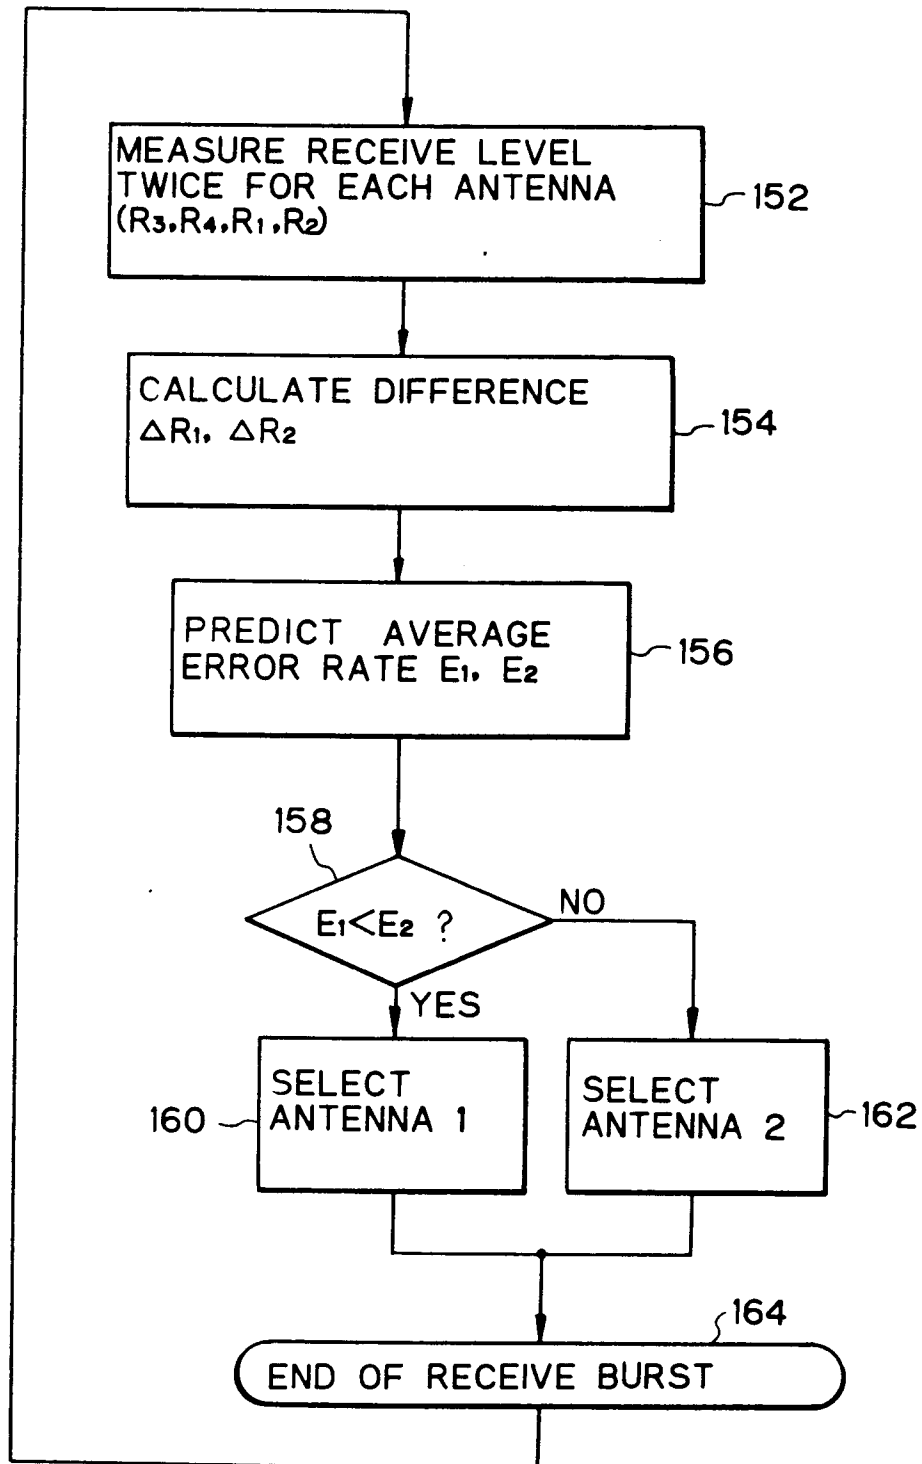 MEASURE RECEIVE LEVEL
TWICE FOR EACH ANTENNA
(R3,R4,R1,R2)
152
CALCULATE DIFFERENCE
△R1, △R2
154
PREDICT AVERAGE
ERROR RATE E1, E2
156
158
E1<E2 ?
NO
YES
SELECT
ANTENNA 1
160
SELECT
ANTENNA 2
162
164
END OF RECEIVE BURST